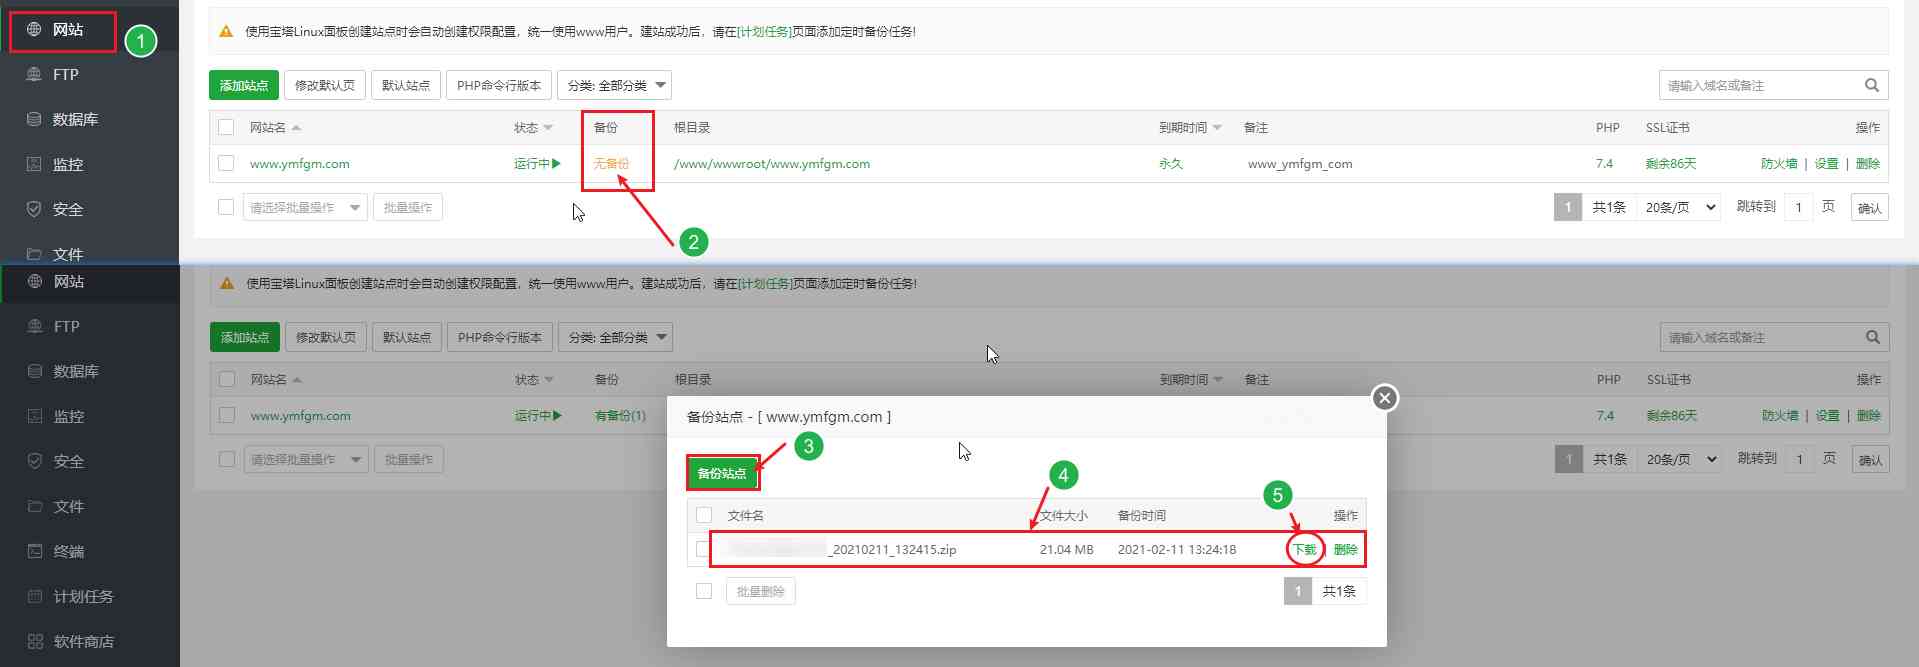 网站
1
FTP
数据库
监控
安全
文件
使用宝塔Linux面板创建站点时会自动创建权限配置，统一使用www用户。建站成功后，请在[计划任务]页面添加定时备份任务!
添加站点 修改默认页 默认站点 PHP命令行版本 分类: 全部分类 请输入域名或备注
网站名 状态 备份 根目录 到期时间 备注 PHP SSL证书 操作
www.ymfgm.com 运行中 无备份 /www/wwwroot/www.ymfgm.com 永久 www_ymfgm_com 7.4 剩余86天 防火墙 | 设置 | 删除
请选择批量操作 批量操作 1 共1条 20条/页 跳转到 1 页 确认
2
网站
FTP
数据库
监控
安全
文件
终端
计划任务
软件商店
使用宝塔Linux面板创建站点时会自动创建权限配置，统一使用www用户。建站成功后，请在[计划任务]页面添加定时备份任务!
添加站点 修改默认页 默认站点 PHP命令行版本 分类: 全部分类 请输入域名或备注
网站名 状态 备份 根目录 到期时间 备注 PHP SSL证书 操作
www.ymfgm.com 运行中 有备份(1) 7.4 剩余86天 防火墙 | 设置 | 删除
请选择批量操作 批量操作 1 共1条 20条/页 跳转到 1 页 确认
备份站点 - [ www.ymfgm.com ]
3
备份站点
4
5
文件名 文件大小 备份时间 操作
_20210211_132415.zip 21.04 MB 2021-02-11 13:24:18 下载 | 删除
批量删除 1 共1条